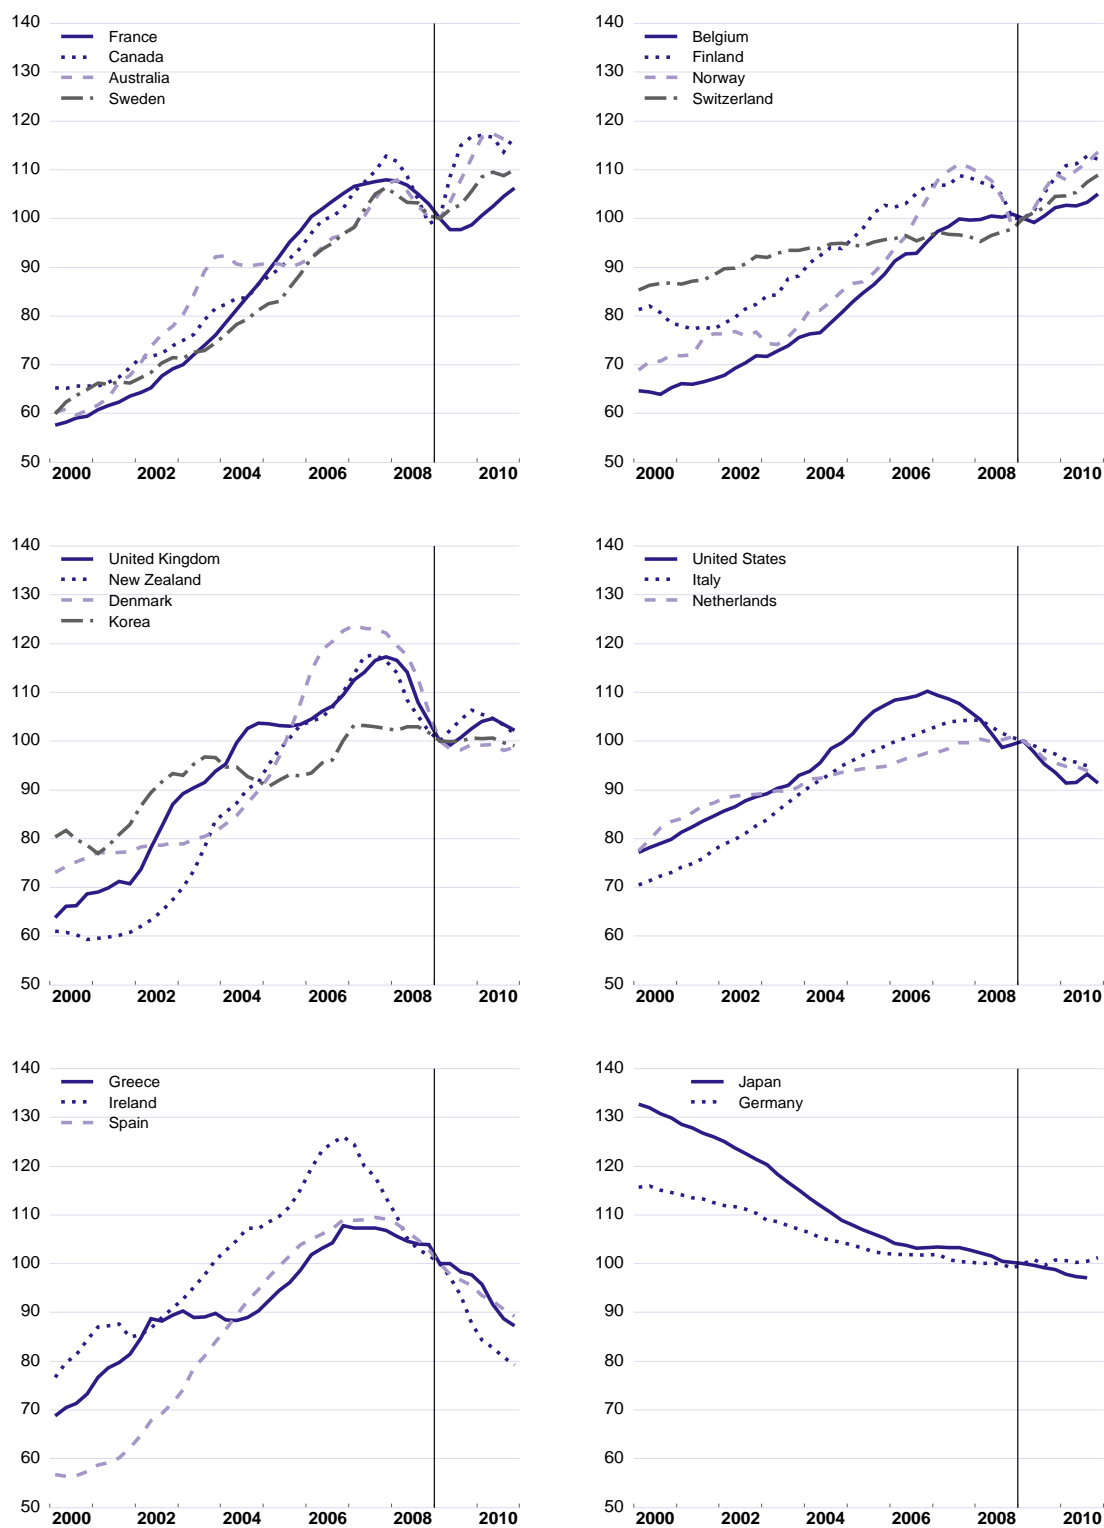 140
France
Canada
130
Australia
Sweden
120
110
100
90
80
70
60
50
2000 2002 2004 2006 2008 2010
140
Belgium
Finland
130
Norway
Switzerland
120
110
100
90
80
70
60
50
2000 2002 2004 2006 2008 2010
140
United Kingdom
New Zealand
130
Denmark
Korea
120
110
100
90
80
70
60
50
2000 2002 2004 2006 2008 2010
140
United States
Italy
130
Netherlands
120
110
100
90
80
70
60
50
2000 2002 2004 2006 2008 2010
140
Greece
Ireland
130
Spain
120
110
100
90
80
70
60
50
2000 2002 2004 2006 2008 2010
140
Japan
Germany
130
120
110
100
90
80
70
60
50
2000 2002 2004 2006 2008 2010